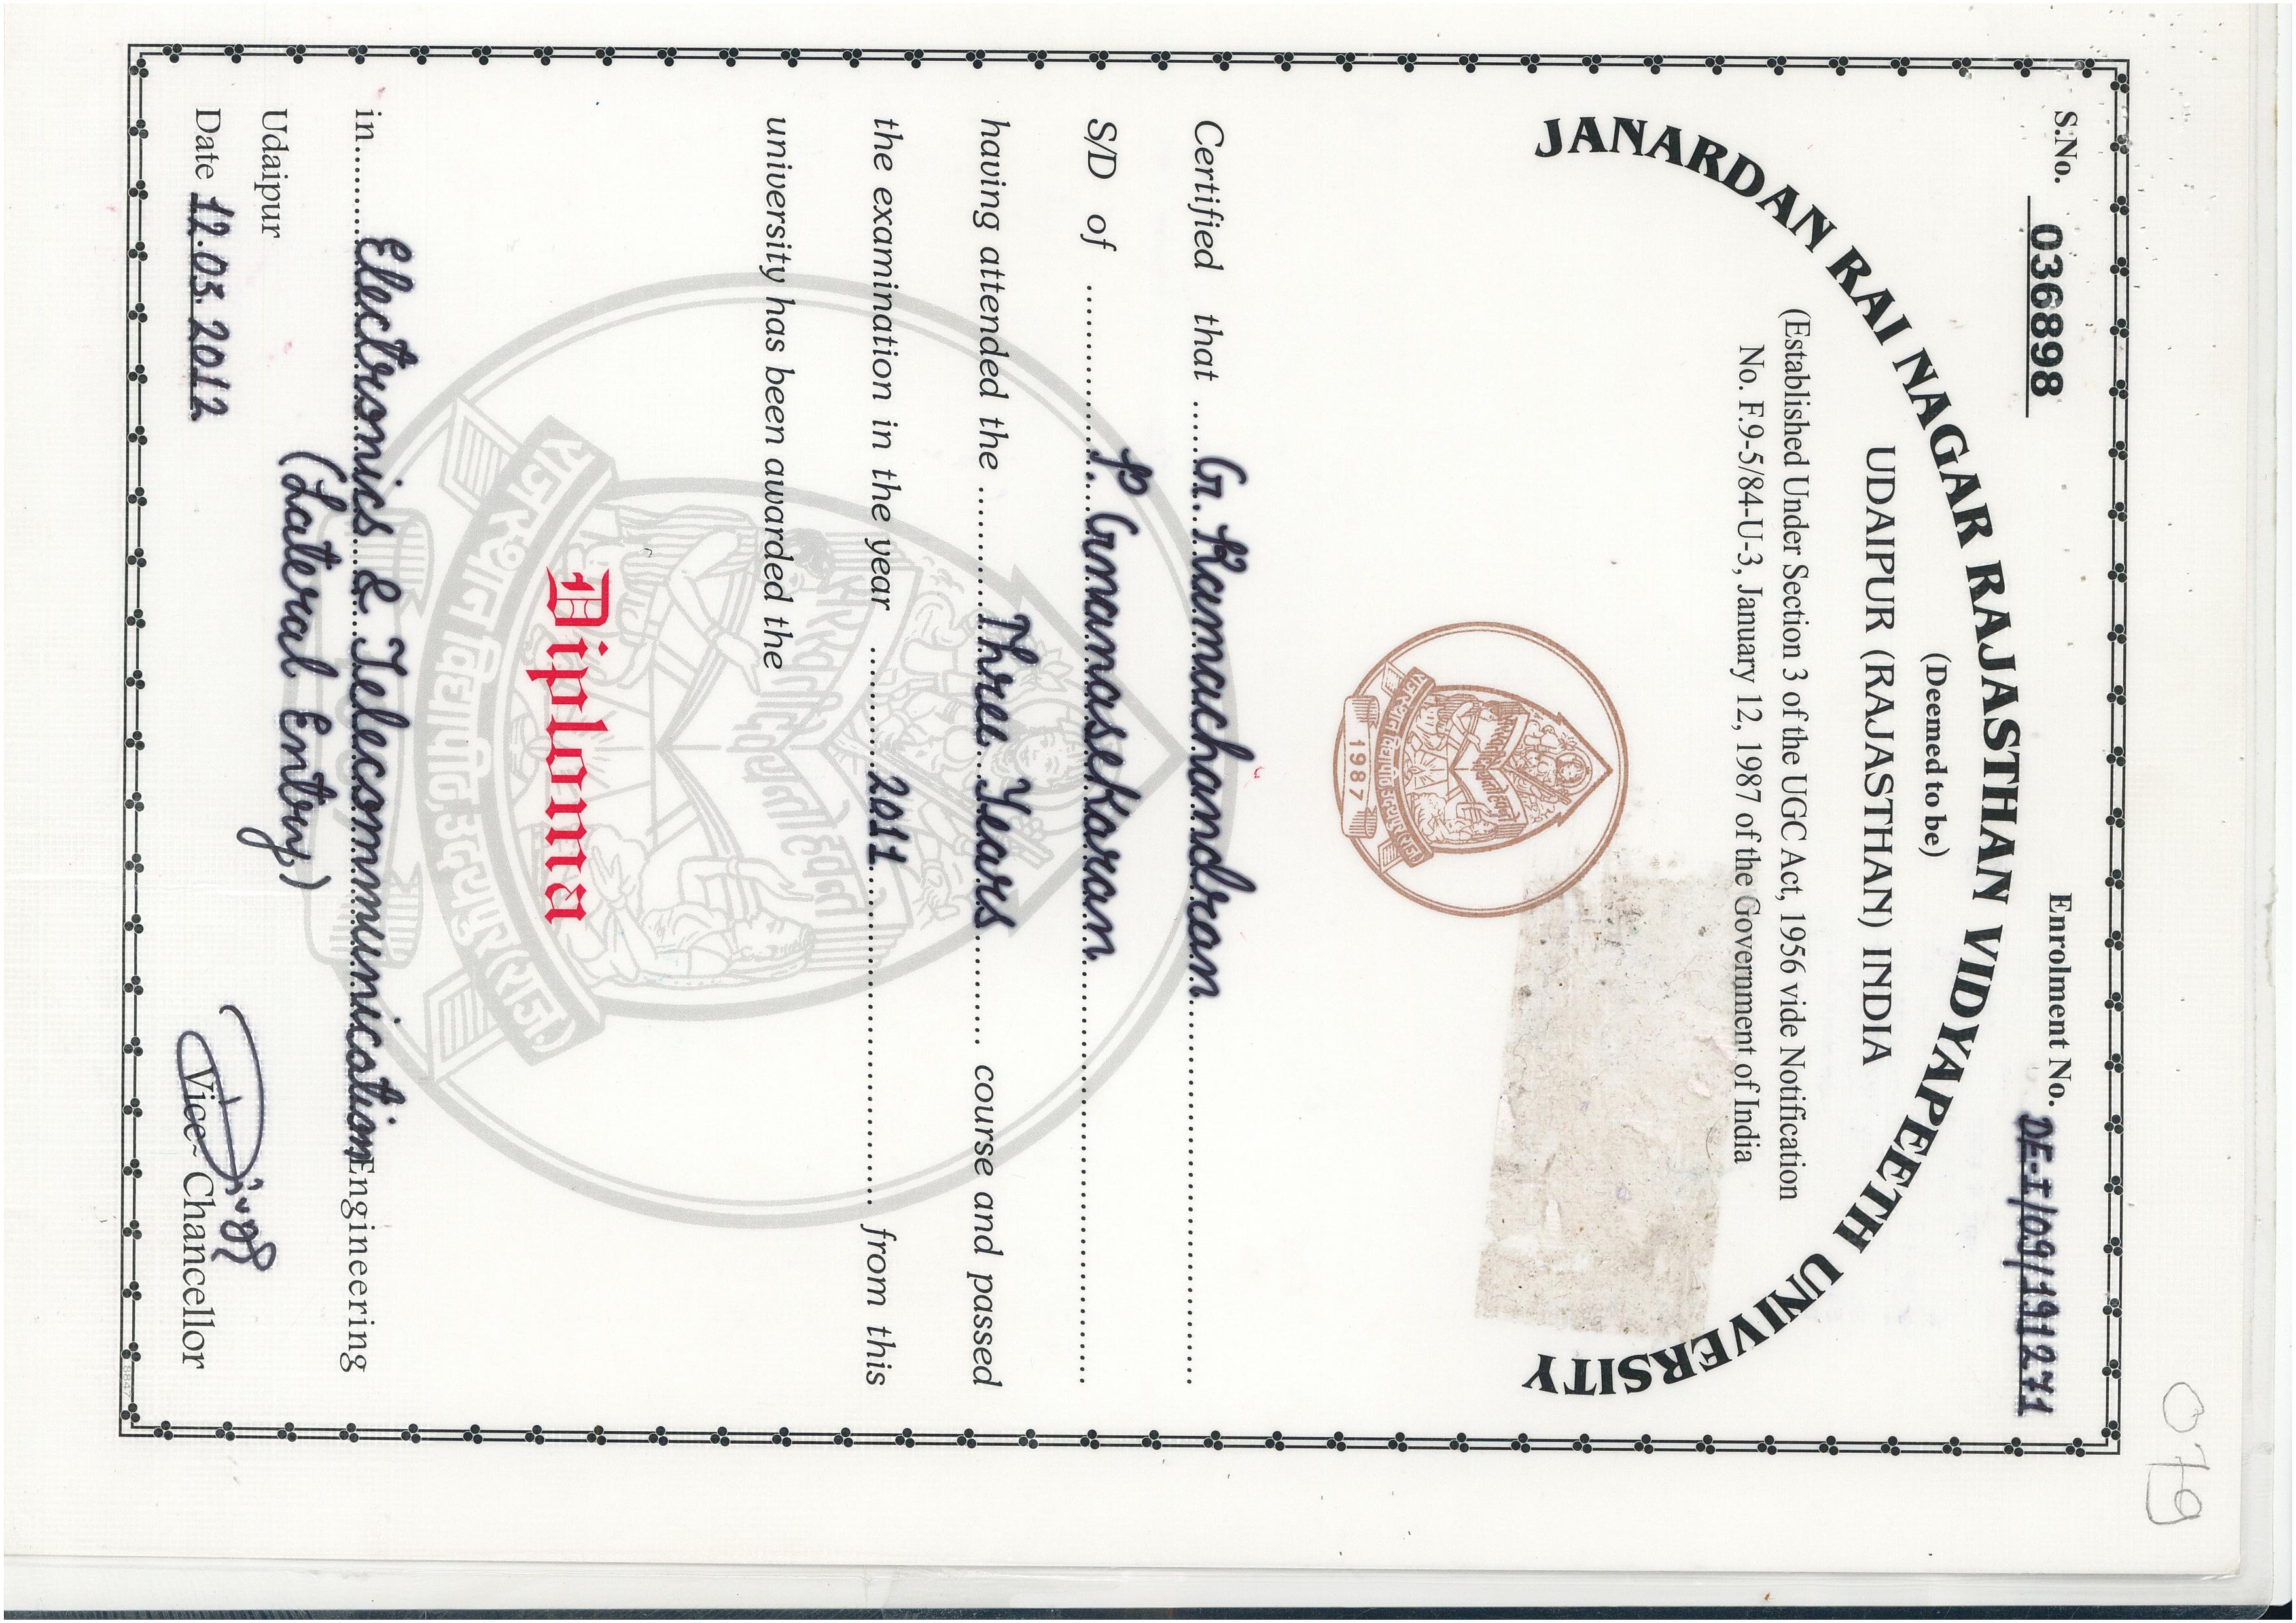 S.No. 036898
Enrolment No. DE-I/09/1911271
JANARDAN RAI NAGAR RAJASTHAN VIDYAPEETH UNIVERSITY
(Deemed to be)
UDAIPUR (RAJASTHAN) INDIA
(Established Under Section 3 of the UGC Act, 1956 vide Notification
No. F.9-5/84-U-3, January 12, 1987 of the Government of India
राजस्थान विद्यापीठ उदयपुर (राज)
1987
Certified that G. Ramachandran
S/D of P Gnanasekaran
having attended the Three Years course and passed
the examination in the year 2011 from this
university has been awarded the
Diploma
in Electronics & Telecommunication Engineering
(Lateral Entry)
Udaipur
Date 12.03.2012
Vice-Chancellor
079